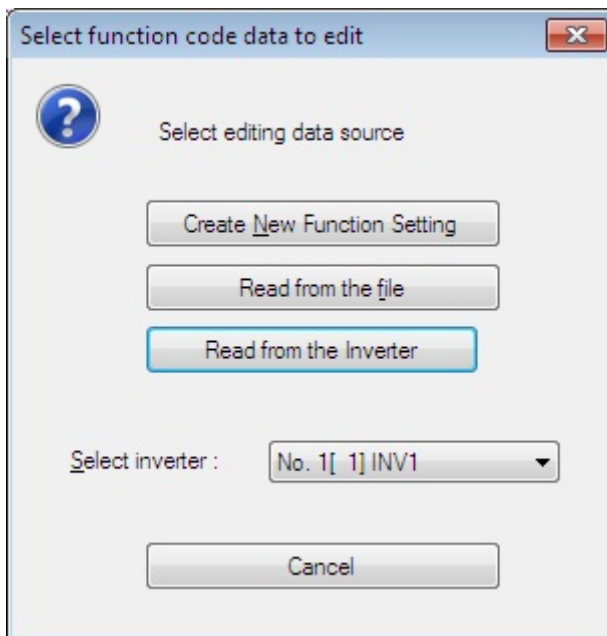 Select function code data to edit
Select editing data source
Create New Function Setting
Read from the file
Read from the Inverter
Select inverter : No. 1[ 1] INV1
Cancel